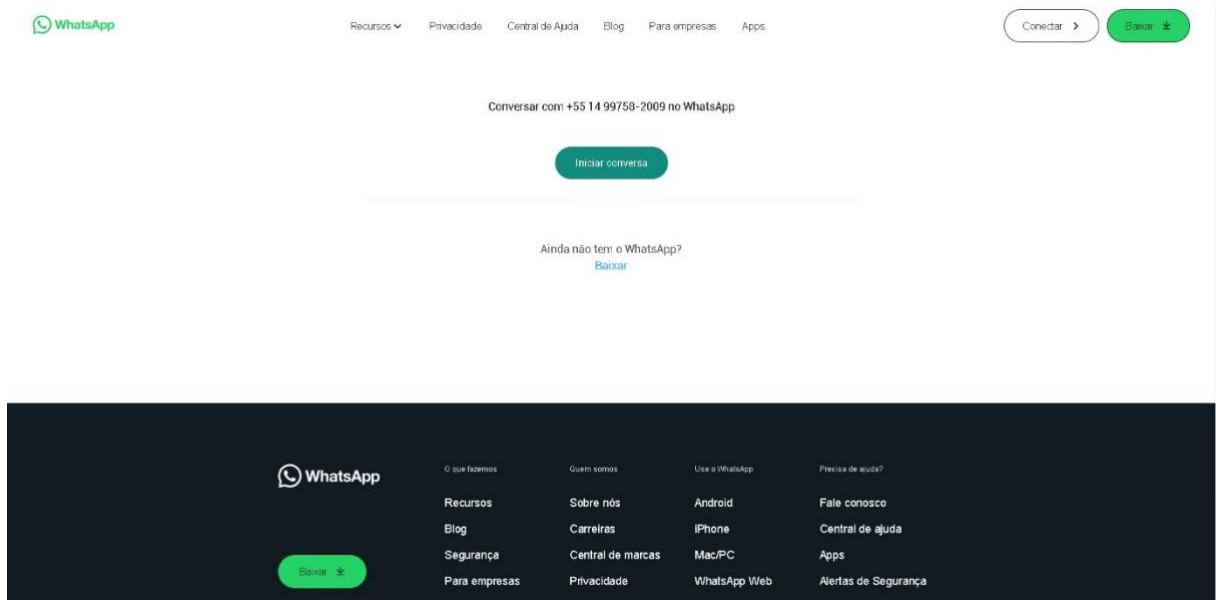 WhatsApp
Recursos Privacidade Central de Ajuda Blog Para empresas Apps
Conectar
Baixar
Conversar com +55 14 99758-2009 no WhatsApp
Iniciar conversa
Ainda não tem o WhatsApp?
Baixar
WhatsApp
Baixar
O que fazemos
Recursos
Blog
Segurança
Para empresas
Quem somos
Sobre nós
Carreiras
Central de marcas
Privacidade
Use o WhatsApp
Android
iPhone
Mac/PC
WhatsApp Web
Precisa de ajuda?
Fale conosco
Central de ajuda
Apps
Alertas de Segurança